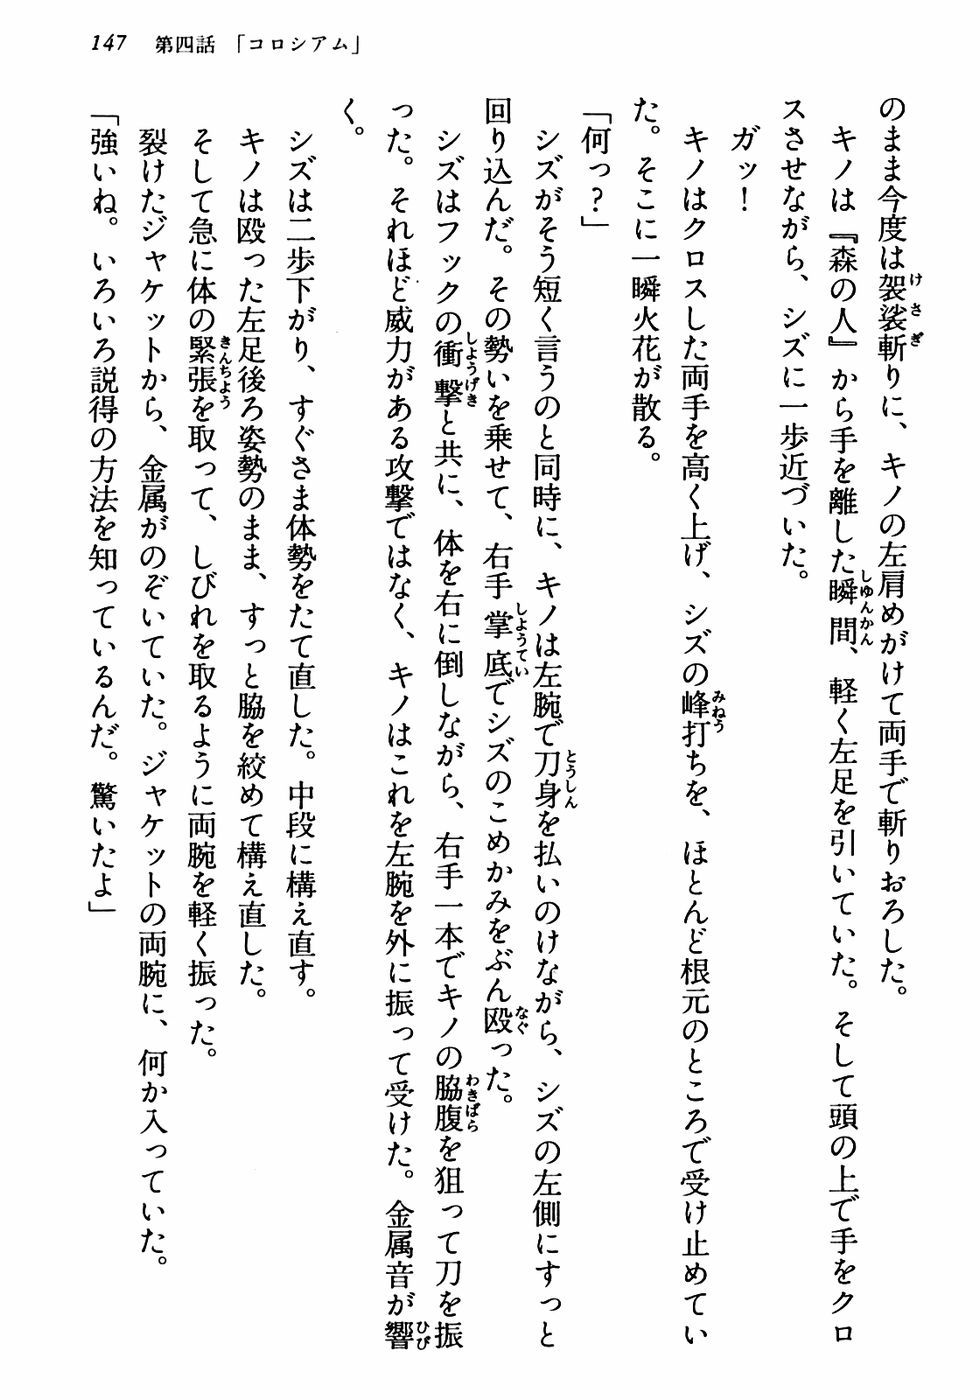 147　第四話　「コロシアム」
のまま今度は袈裟斬りに、キノの左肩めがけて両手で斬りおろした。
　キノは『森の人』から手を離した瞬間、軽く左足を引いていた。そして頭の上で手をクロ
スさせながら、シズに一歩近づいた。
　ガッ！
　キノはクロスした両手を高く上げ、シズの峰打ちを、ほとんど根元のところで受け止めてい
た。そこに一瞬火花が散る。
「何っ？」
　シズがそう短く言うのと同時に、キノは左腕で刀身を払いのけながら、シズの左側にすっと
回り込んだ。その勢いを乗せて、右手掌底でシズのこめかみをぶん殴った。
　シズはフックの衝撃と共に、体を右に倒しながら、右手一本でキノの脇腹を狙って刀を振
った。それほど威力がある攻撃ではなく、キノはこれを左腕を外に振って受けた。金属音が響
く。
　シズは二歩下がり、すぐさま体勢をたて直した。中段に構え直す。
　キノは殴った左足後ろ姿勢のまま、すっと脇を絞めて構え直した。
　そして急に体の緊張を取って、しびれを取るように両腕を軽く振った。
　裂けたジャケットから、金属がのぞいていた。ジャケットの両腕に、何か入っていた。
「強いね。いろいろ説得の方法を知っているんだ。驚いたよ」